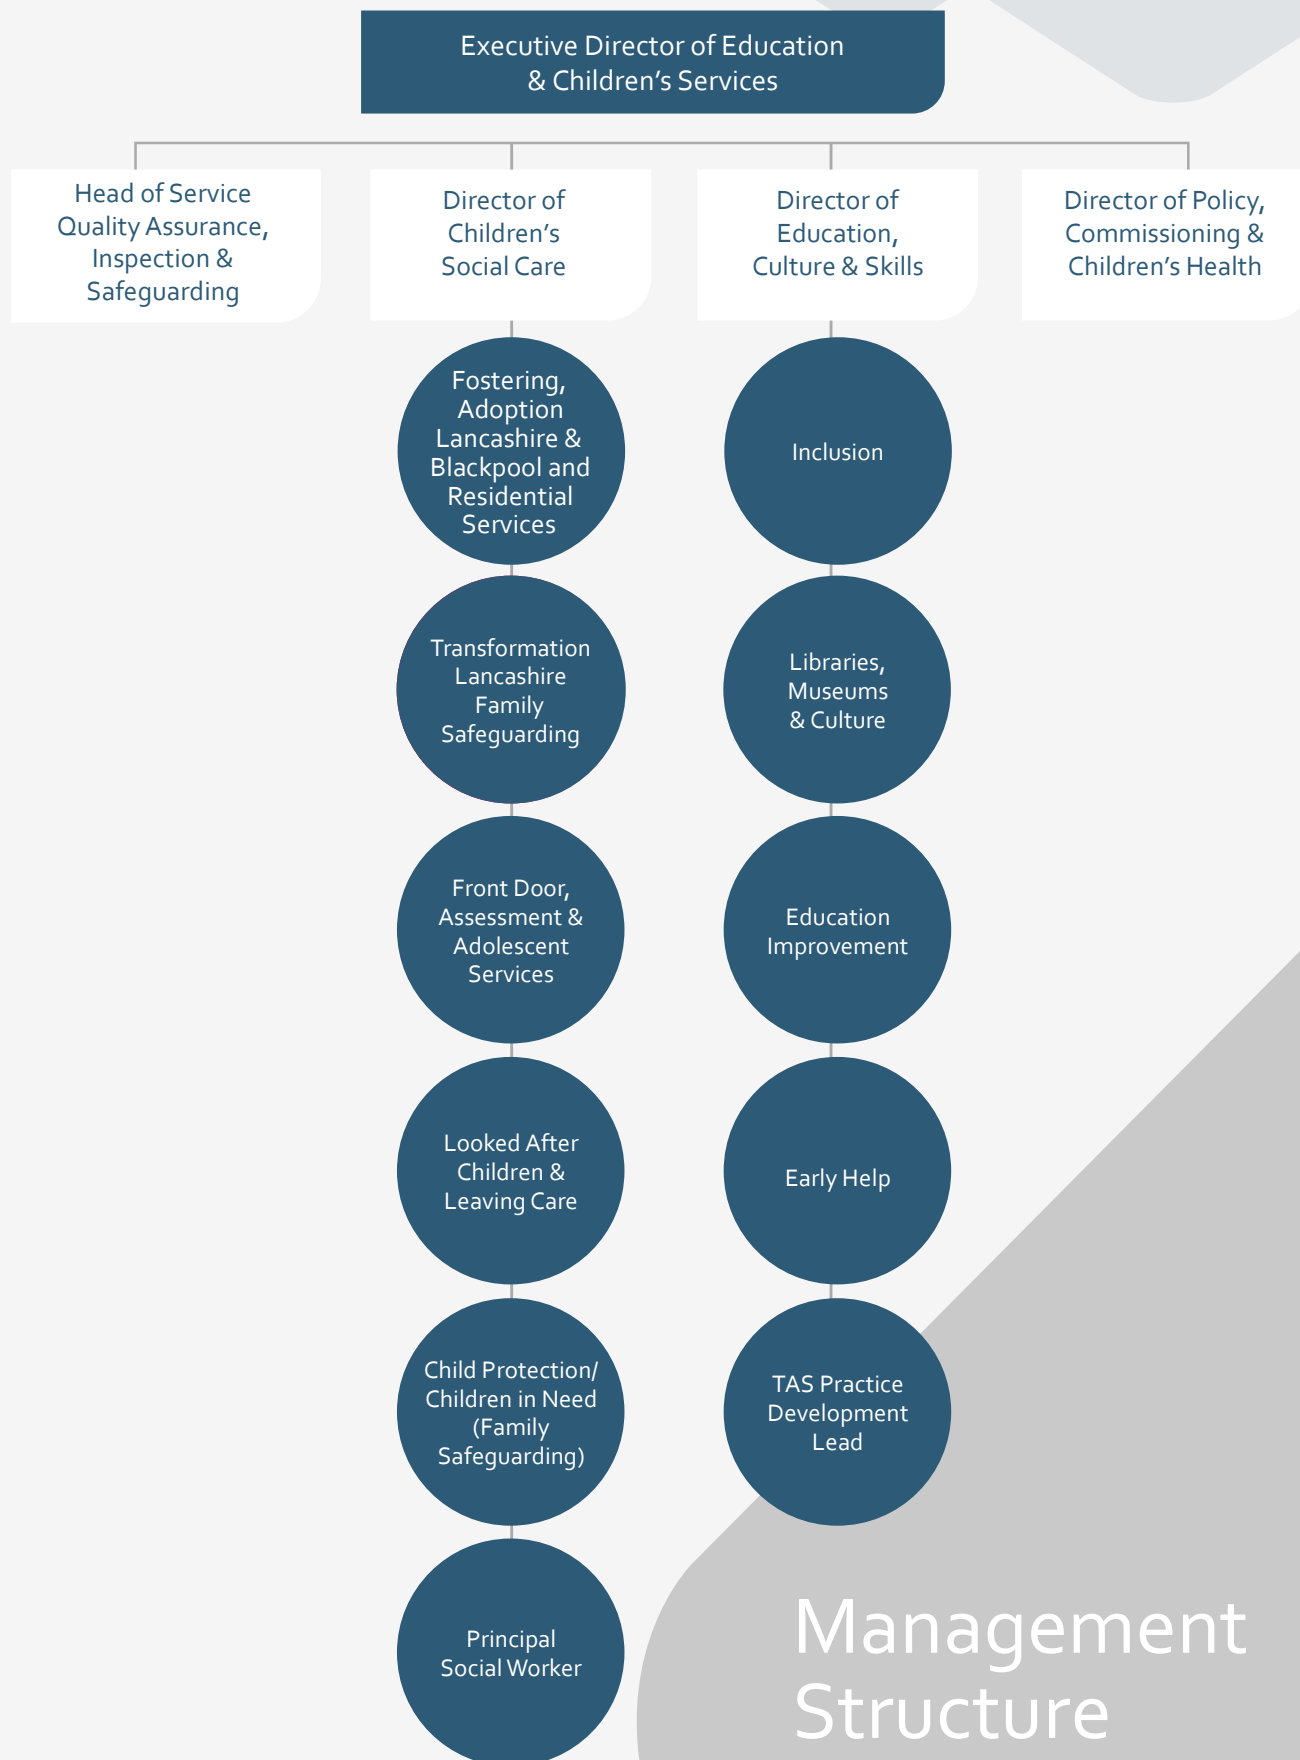 Executive Director of Education
& Children's Services
Head of Service
Quality Assurance,
Inspection &
Safeguarding
Director of
Children's
Social Care
Director of
Education,
Culture & Skills
Director of Policy,
Commissioning &
Children's Health
Fostering,
Adoption
Lancashire &
Blackpool and
Residential
Services
Inclusion
Transformation
Lancashire
Family
Safeguarding
Libraries,
Museums
& Culture
Front Door,
Assessment &
Adolescent
Services
Education
Improvement
Looked After
Children &
Leaving Care
Early Help
Child Protection/
Children in Need
(Family
Safeguarding)
TAS Practice
Development
Lead
Principal
Social Worker
Management
Structure